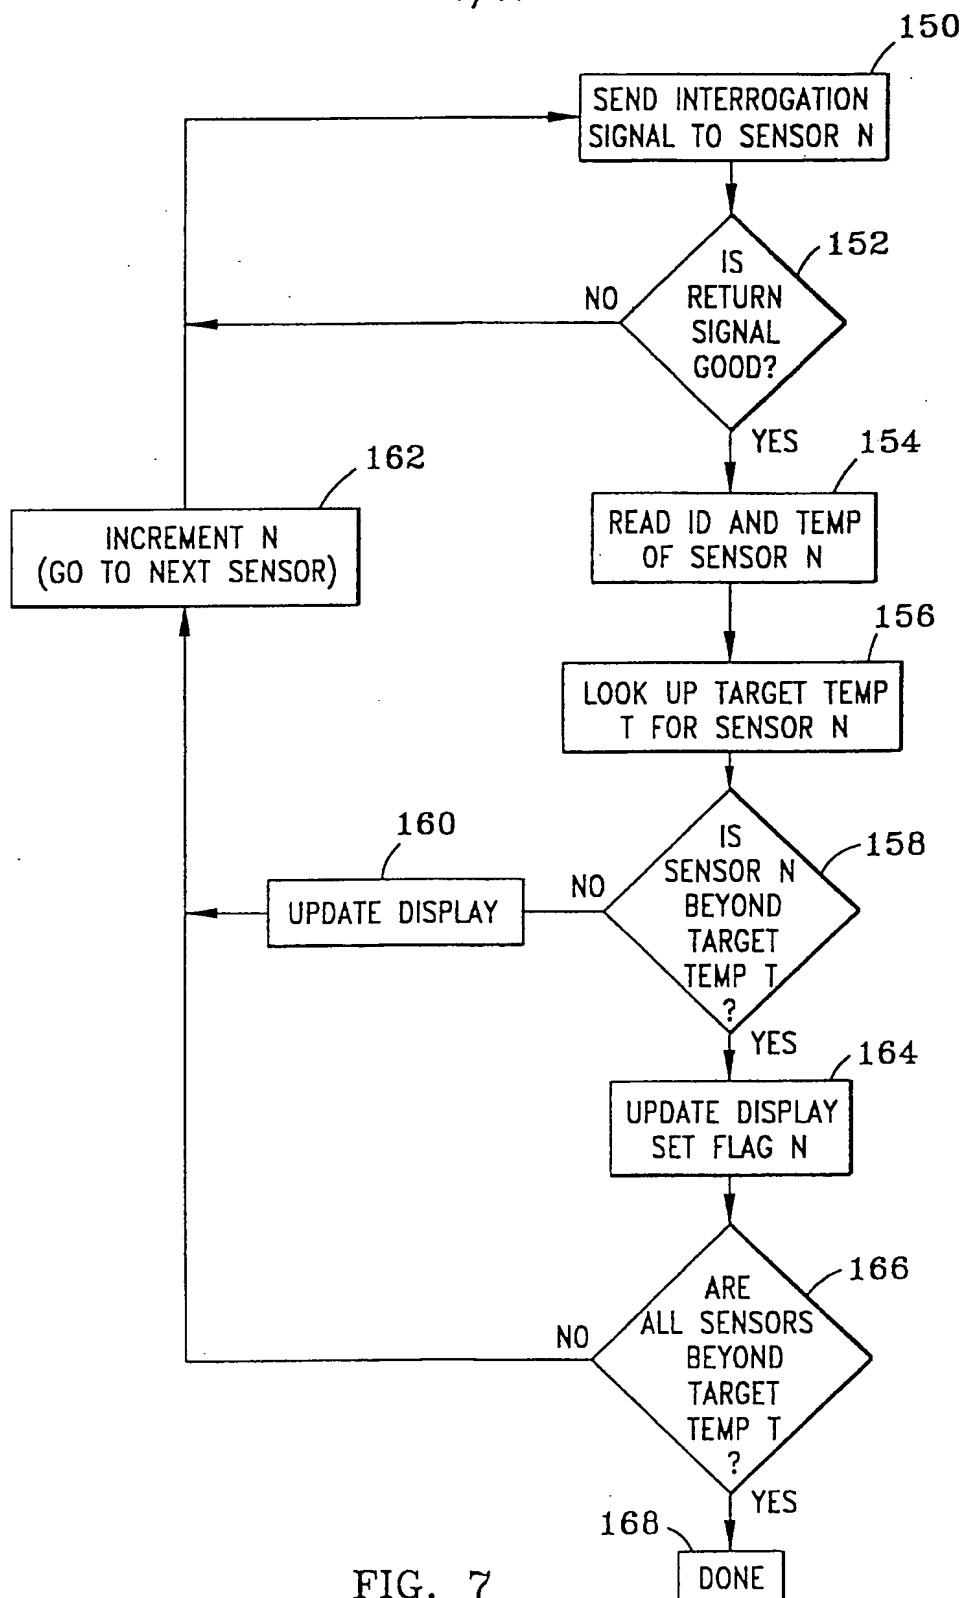 150
SEND INTERROGATION
SIGNAL TO SENSOR N
152
IS
RETURN
SIGNAL
GOOD?
NO
YES
154
READ ID AND TEMP
OF SENSOR N
162
INCREMENT N
(GO TO NEXT SENSOR)
156
LOOK UP TARGET TEMP
T FOR SENSOR N
158
IS
SENSOR N
BEYOND
TARGET
TEMP T
?
NO
160
UPDATE DISPLAY
YES
164
UPDATE DISPLAY
SET FLAG N
166
ARE
ALL SENSORS
BEYOND
TARGET
TEMP T
?
NO
YES
168
DONE
FIG. 7